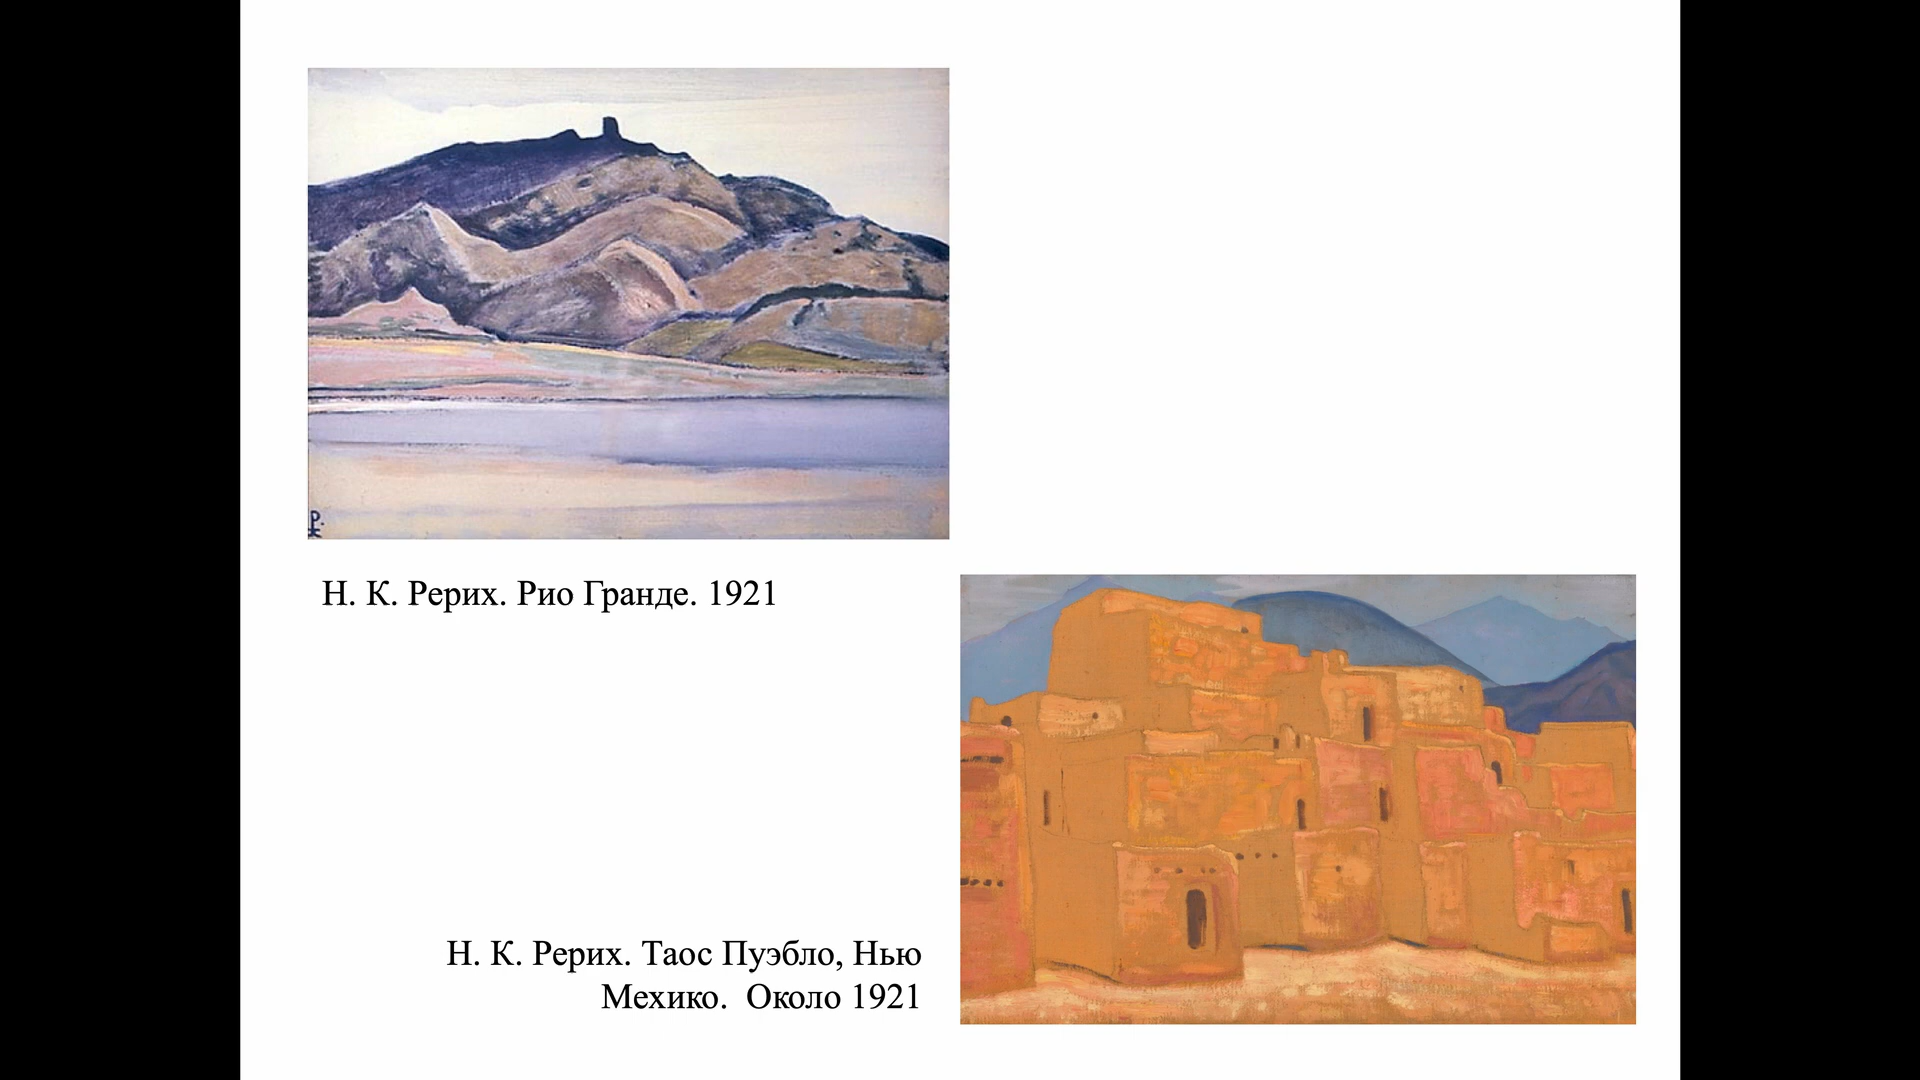 Н. К. Рерих. Рио Гранде. 1921
Н. К. Рерих. Таос Пуэбло, Нью
Мехико.  Около 1921